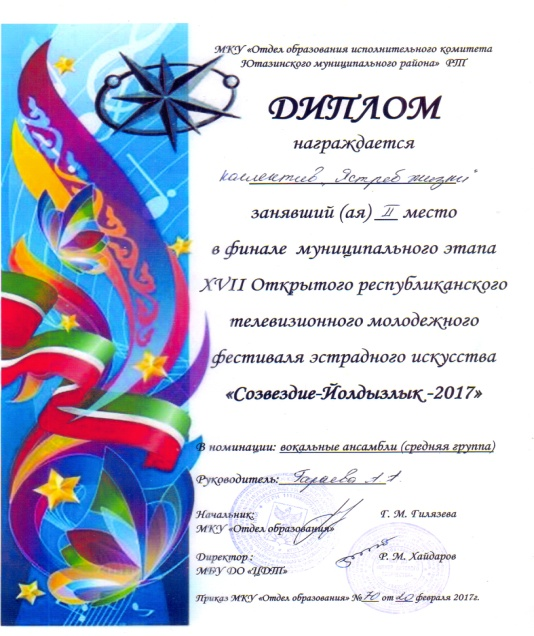 МКУ «Отдел образования исполнительного комитета
Ютазинского муниципального района» РТ
ДИПЛОМ
награждается
коллектив „Ястреб жизни"
занявший (ая) II место
в финале муниципального этапа
XVII Открытого республиканского
телевизионного молодежного
фестиваля эстрадного искусства
«Созвездие-Йолдызлык -2017»
В номинации: вокальные ансамбли (средняя группа)
Руководитель: Гараева
Начальник: Г. М. Гилязева
МКУ «Отдел образования»
Директор : Р. М. Хайдаров
МБУ ДО «ЦДТ»
Приказ МКУ «Отдел образования» №70 от 20 февраля 2017г.